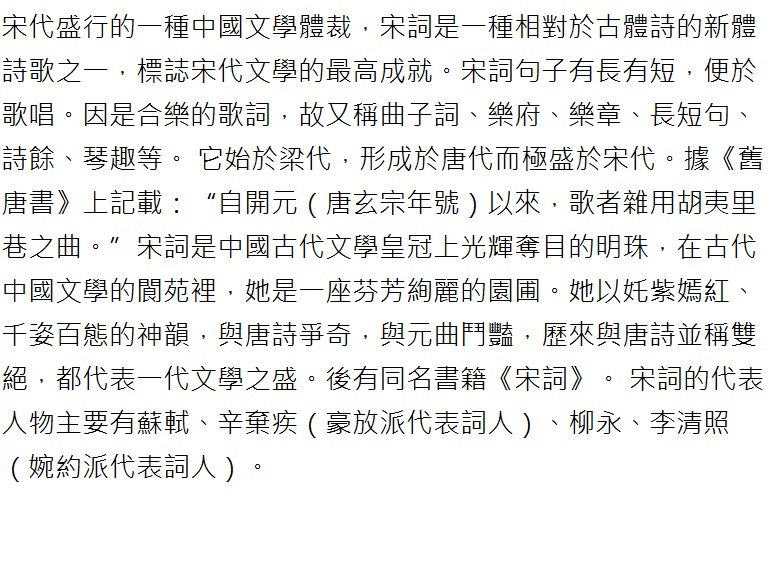 宋代盛行的一種中國文學體裁，宋詞是一種相對於古體詩的新體
詩歌之一，標誌宋代文學的最高成就。宋詞句子有長有短，便於
歌唱。因是合樂的歌詞，故又稱曲子詞、樂府、樂章、長短句、
詩餘、琴趣等。 它始於梁代，形成於唐代而極盛於宋代。據《舊
唐書》上記載：“自開元（唐玄宗年號）以來，歌者雜用胡夷里
巷之曲。” 宋詞是中國古代文學皇冠上光輝奪目的明珠，在古代
中國文學的閬苑裡，她是一座芬芳絢麗的園圃。她以奼紫嫣紅、
千姿百態的神韻，與唐詩爭奇，與元曲鬥豔，歷來與唐詩並稱雙
絕，都代表一代文學之盛。後有同名書籍《宋詞》。 宋詞的代表
人物主要有蘇軾、辛棄疾（豪放派代表詞人）、柳永、李清照
（婉約派代表詞人）。